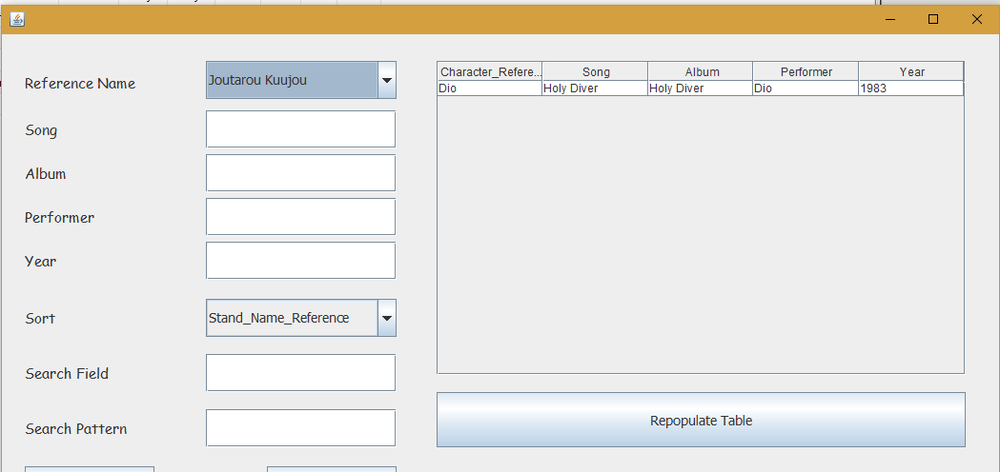 Reference Name
Joutarou Kuujou
Song
Album
Performer
Year
Sort
Stand_Name_Reference
Search Field
Search Pattern
Character_Refere... Song Album Performer Year
Dio Holy Diver Holy Diver Dio 1983
Repopulate Table